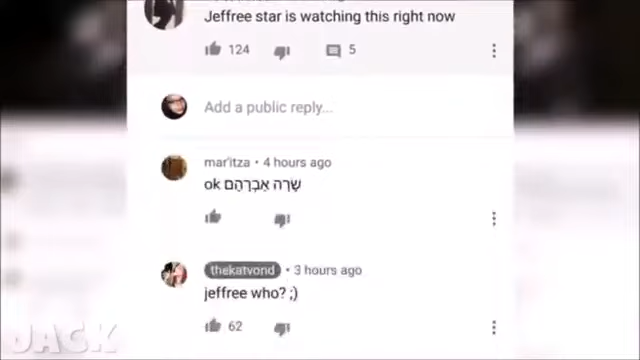 Jeffree star is watching this right now
124
5
Add a public reply...
mar'itza • 4 hours ago
ok שָׂרָה אַבְרָהָם
thekatvond • 3 hours ago
jeffree who? ;)
62
JACK